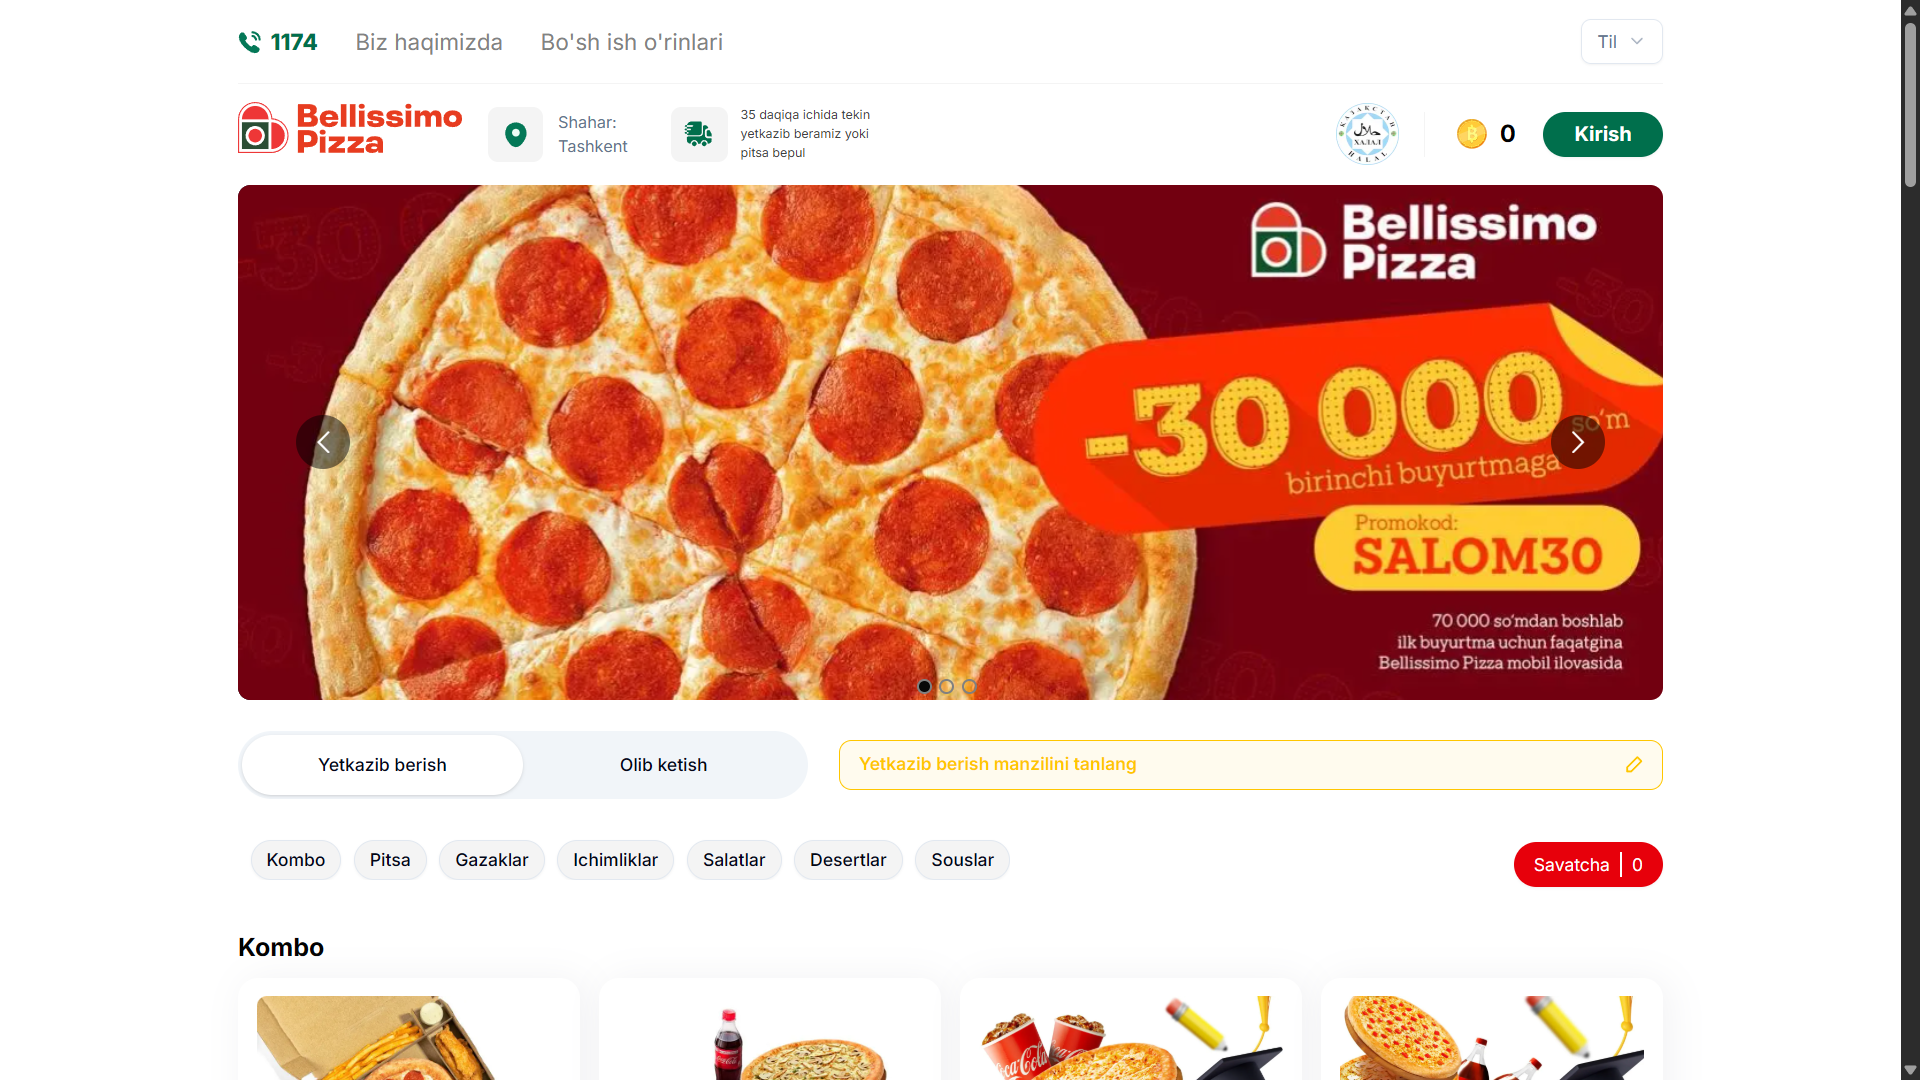 1174
Biz haqimizda
Bo'sh ish o'rinlari
Til
Bellissimo
Pizza
Shahar:
Tashkent
35 daqiqa ichida tekin
yetkazib beramiz yoki
pitsa bepul
КАЗАКСТАН
ХАЛАЛ
HALAL
0
Kirish
Bellissimo
Pizza
-30 000
so'm
birinchi buyurtmaga
Promokod:
SALOM30
70 000 so'mdan boshlab
ilk buyurtma uchun faqatgina
Bellissimo Pizza mobil ilovasida
Yetkazib berish
Olib ketish
Yetkazib berish manzilini tanlang
Kombo
Pitsa
Gazaklar
Ichimliklar
Salatlar
Desertlar
Souslar
Savatcha
0
Kombo